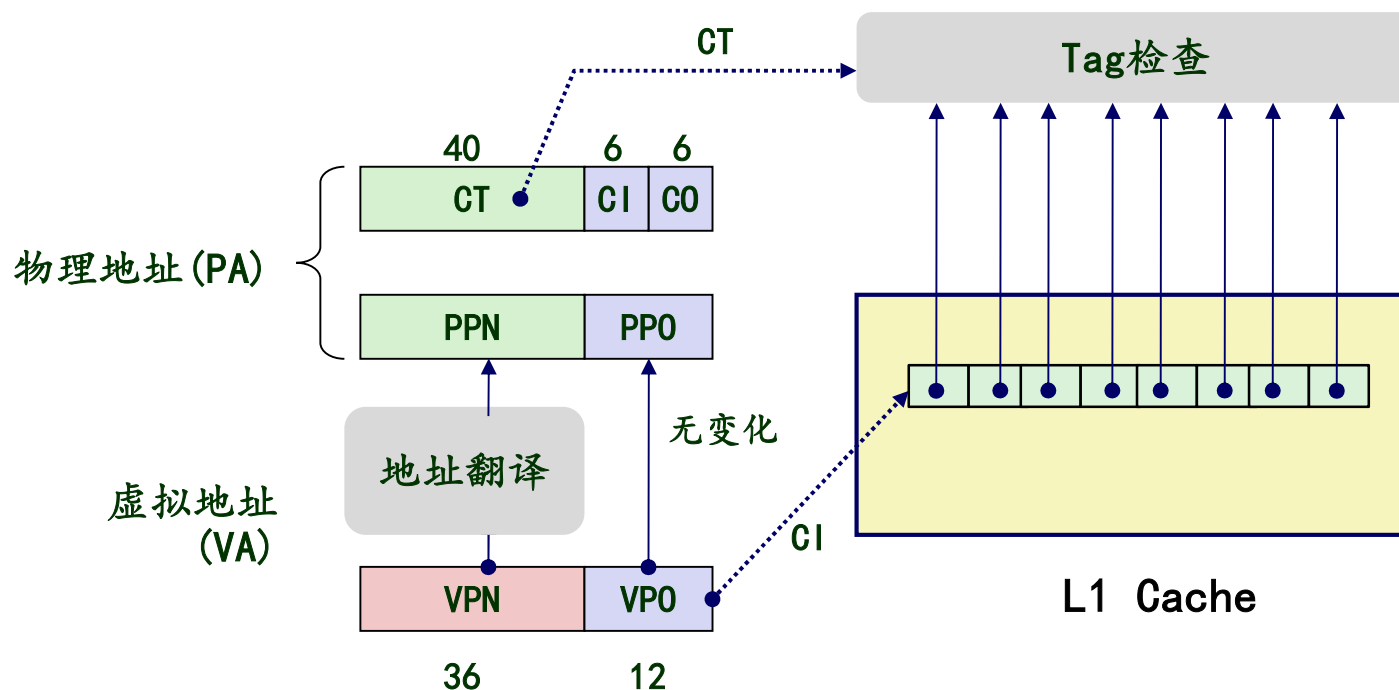 CT
Tag检查
40 6 6
CT CI CO
物理地址(PA)
PPN PPO
无变化
地址翻译
虚拟地址
(VA)
CI
VPN VPO
L1 Cache
36 12